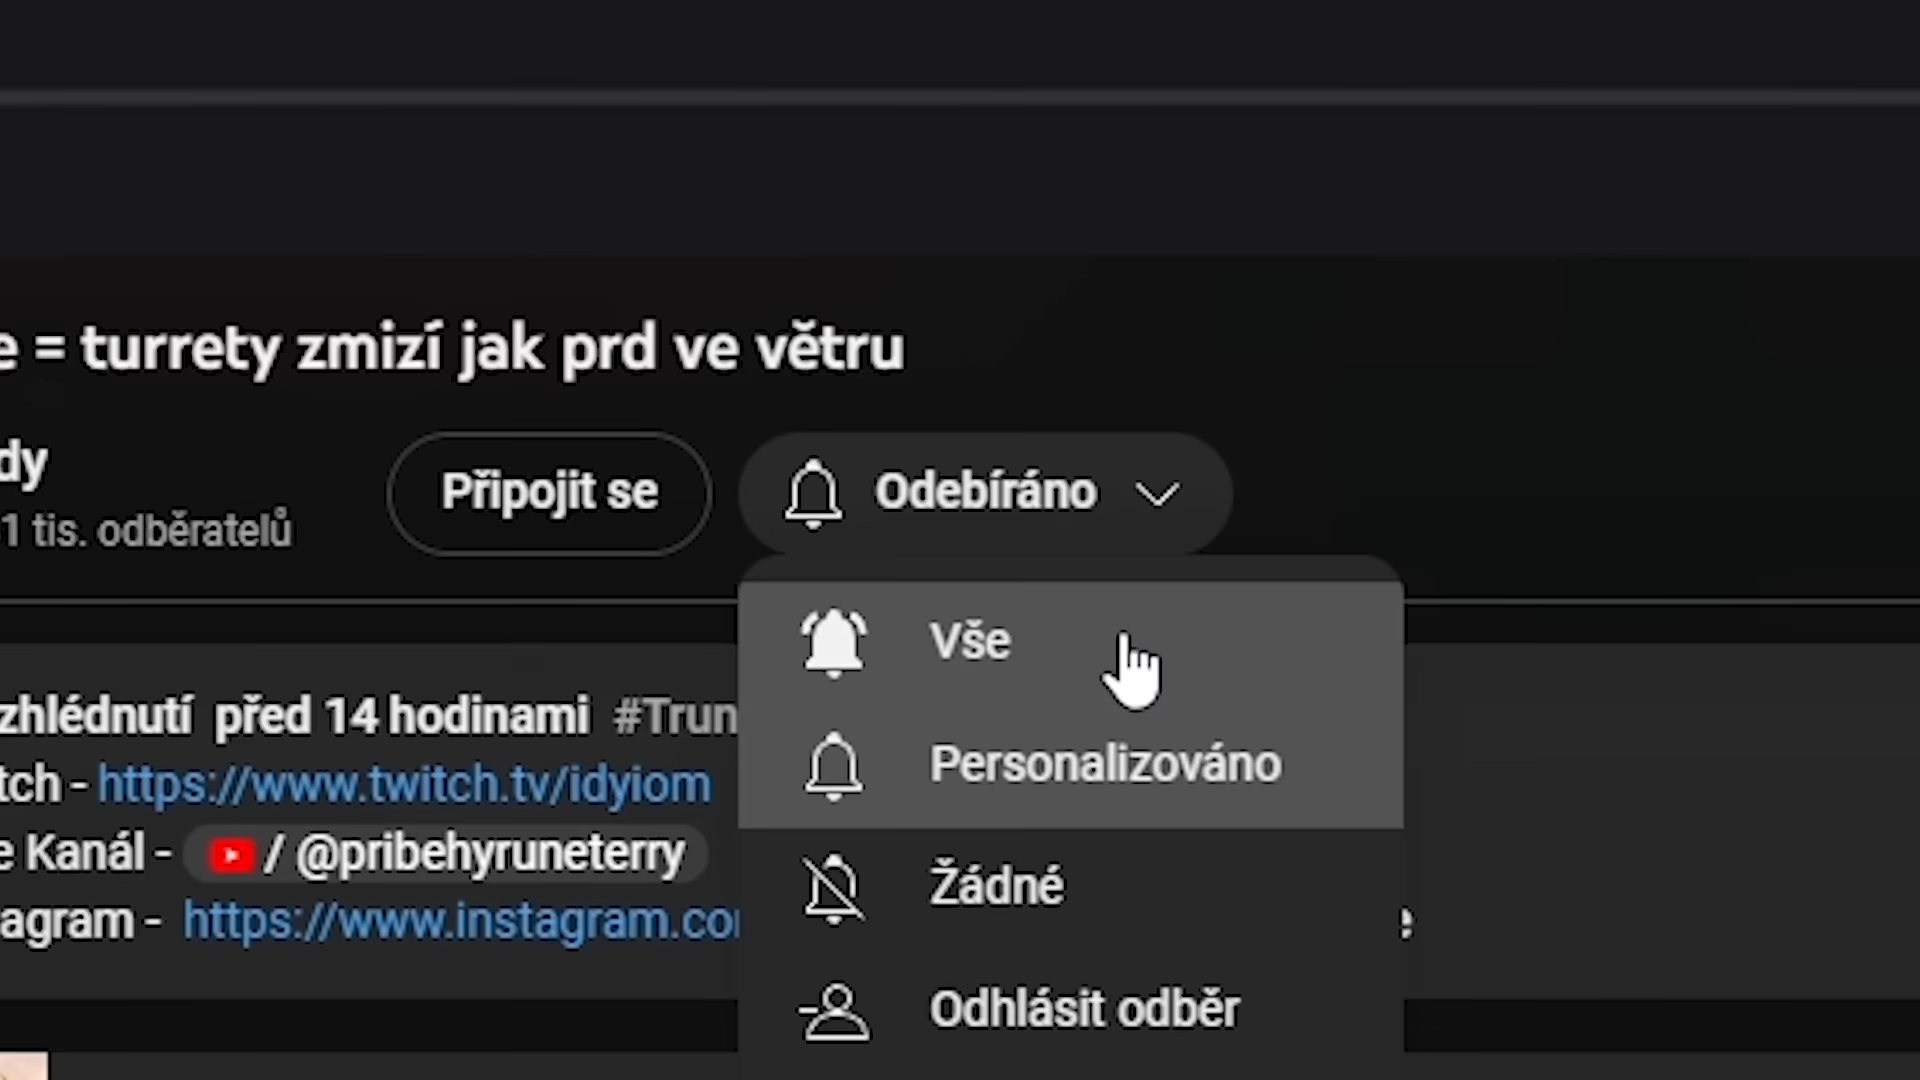 e = turrety zmizí jak prd ve větru
dy
1 tis. odběratelů
Připojit se
Odebíráno
Vše
Personalizováno
Žádné
Odhlásit odběr
zhlédnutí před 14 hodinami #Trun
tch - https://www.twitch.tv/idyiom
e Kanál - / @pribehyruneterry
agram - https://www.instagram.co
e